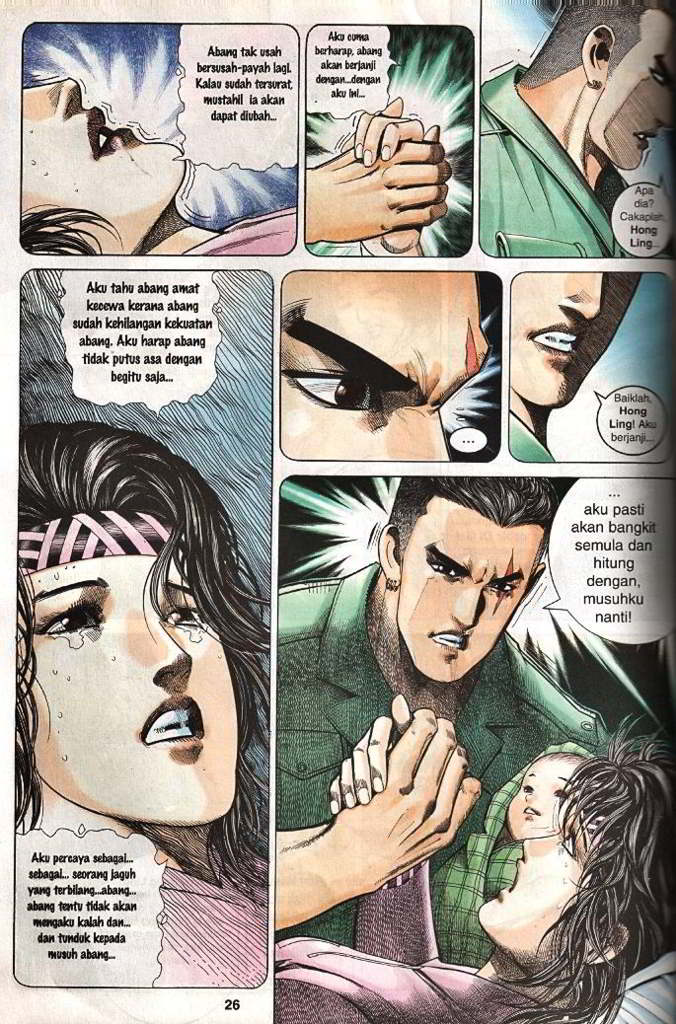 Abang tak usah
bersusah-payah lagi.
Kalau sudah tersurat,
mustahil ia akan
dapat diubah...
Aku cuma
berharap, abang
akan berjanji
dengan...dengan
aku ini...
Apa
dia?
Cakaplah,
Hong
Ling...
Aku tahu abang amat
kecewa kerana abang
sudah kehilangan kekuatan
abang. Aku harap abang
tidak putus asa dengan
begitu saja...
...
Baiklah,
Hong
Ling! Aku
berjanji...
Aku percaya sebagai...
sebagai... seorang jaguh
yang terbilang...abang...
abang tentu tidak akan
mengaku kalah dan...
dan tunduk kepada
musuh abang...
...
aku pasti
akan bangkit
semula dan
hitung
dengan,
musuhku
nanti!
26